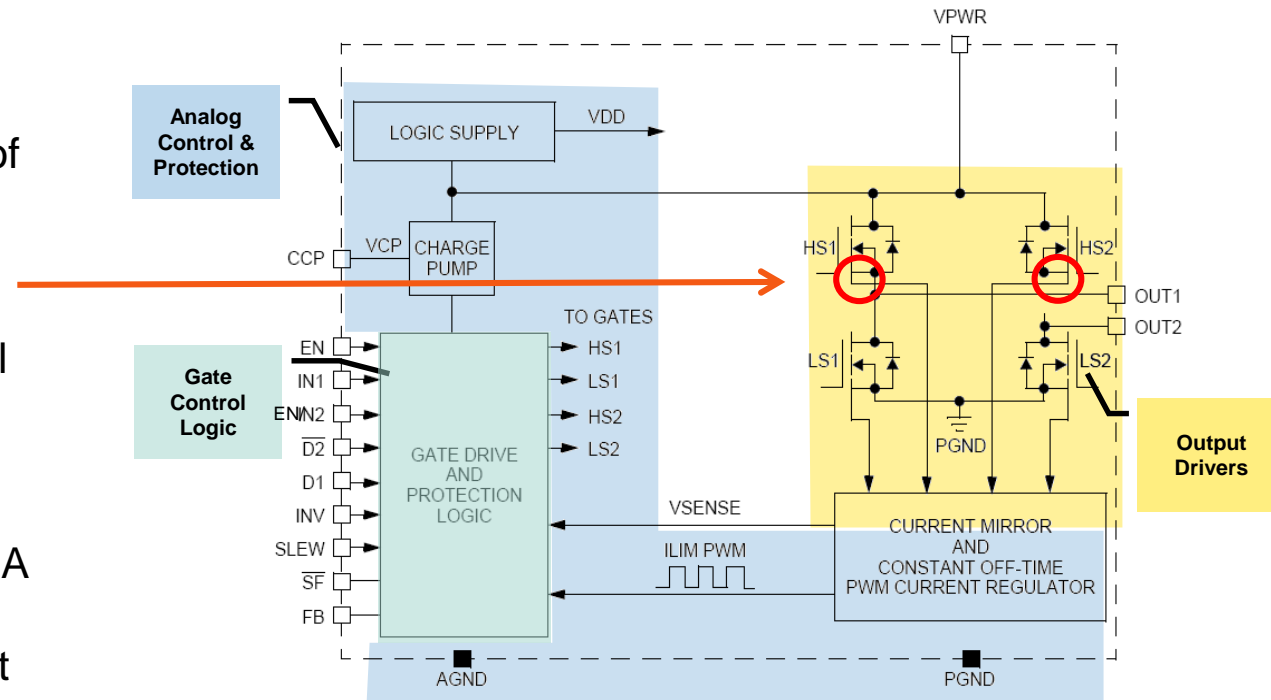 VPWR
Analog
Control &
Protection
of
LOGIC SUPPLY
VDD
CCP
VCP
CHARGE
PUMP
HS1
HS2
OUT1
OUT2
TO GATES
EN
HS1
l
IN1
LS1
EN/IN2
HS2
D2
LS2
D1
INV
SLEW
SF
FB
Gate
Control
Logic
GATE DRIVE
AND
PROTECTION
LOGIC
LS1
LS2
PGND
Output
Drivers
VSENSE
ILIM PWM
CURRENT MIRROR
AND
CONSTANT OFF-TIME
PWM CURRENT REGULATOR
A
t
AGND
PGND